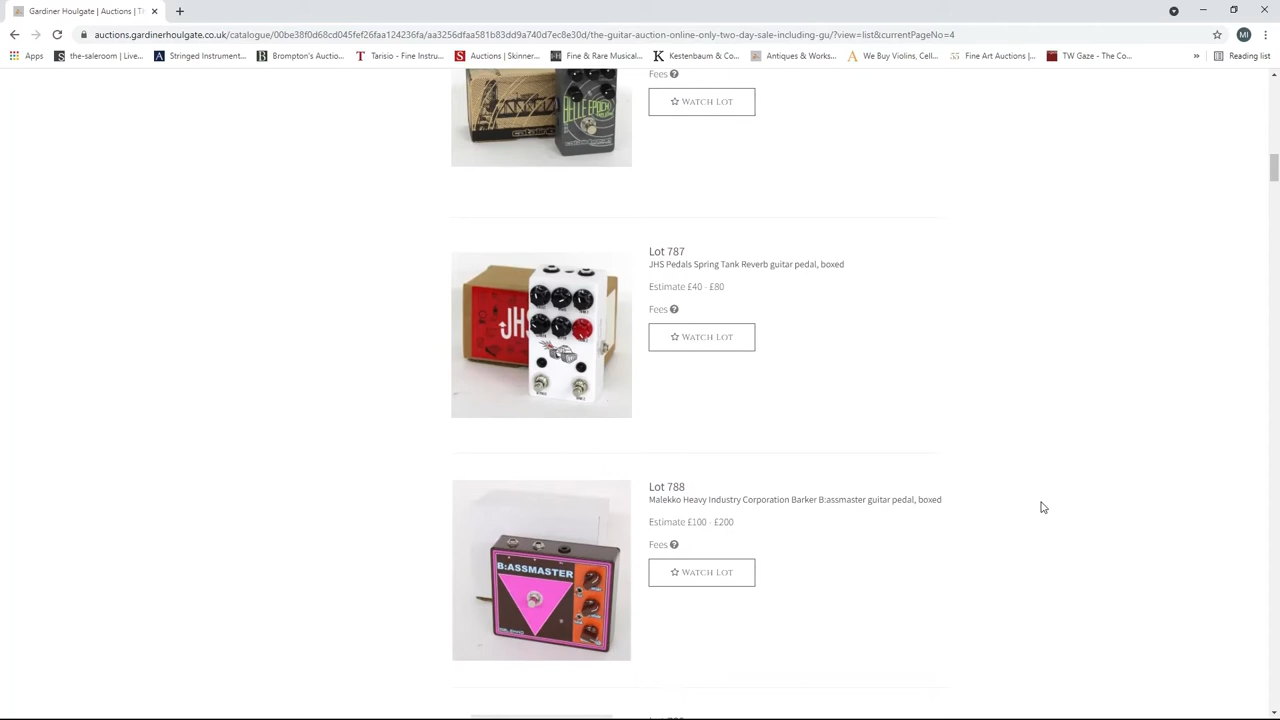 Gardiner Houlgate | Auctions | Th
auctions.gardinerhoulgate.co.uk/catalogue/00be38f0d68cd045fef26faa124236fa/aa3256dfaa581b83dd9a740d7ec8e30d/the-guitar-auction-online-only-two-day-sale-including-gu/?view=list&currentPageNo=4
MI
Apps
the-saleroom | Live...
Stringed Instrument...
Brompton's Auctio...
Tarisio - Fine Instru...
Auctions | Skinner...
Fine & Rare Musical...
Kestenbaum & Co...
Antiques & Works...
We Buy Violins, Cell...
Fine Art Auctions |...
TW Gaze - The Co...
»
Reading list
Fees
WATCH LOT
BELLE EPOCH
catalinbread
Lot 787
JHS Pedals Spring Tank Reverb guitar pedal, boxed
Estimate £40 - £80
Fees
WATCH LOT
JHS
Lot 788
Malekko Heavy Industry Corporation Barker B:assmaster guitar pedal, boxed
Estimate £100 - £200
Fees
WATCH LOT
B:ASSMASTER